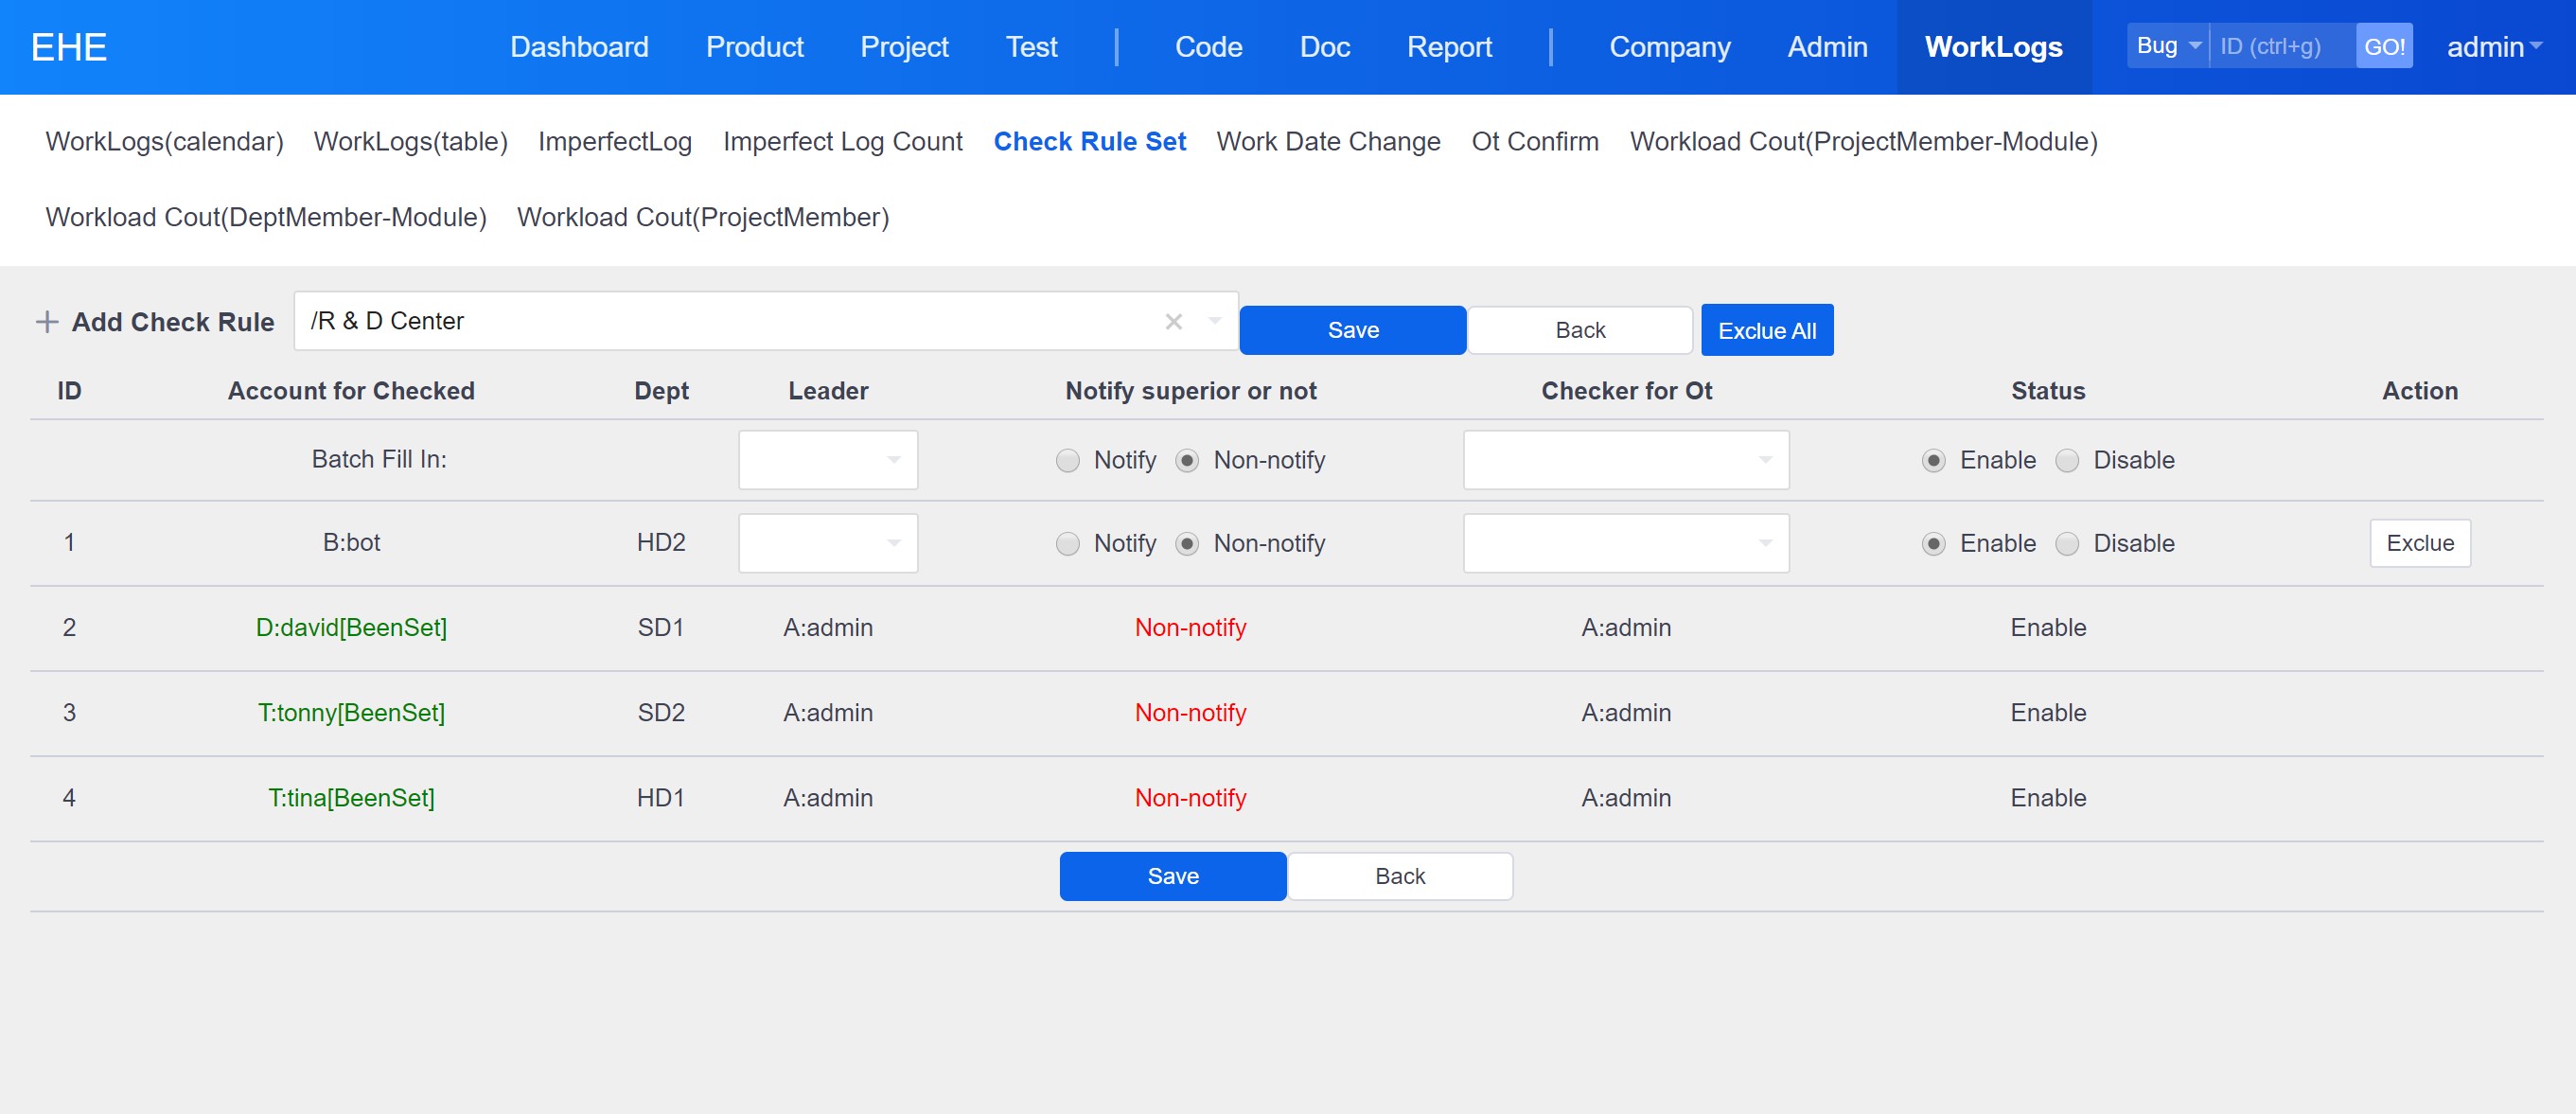 EHE Dashboard Product Project Test Code Doc Report Company Admin WorkLogs Bug ID (ctrl+g) GO! admin
WorkLogs(calendar) WorkLogs(table) ImperfectLog Imperfect Log Count Check Rule Set Work Date Change Ot Confirm Workload Cout(ProjectMember-Module)
Workload Cout(DeptMember-Module) Workload Cout(ProjectMember)
+ Add Check Rule /R & D Center × Save Back Exclue All
ID Account for Checked Dept Leader Notify superior or not Checker for Ot Status Action
Batch Fill In: Notify Non-notify Enable Disable
1 B:bot HD2 Notify Non-notify Enable Disable Exclue
2 D:david[BeenSet] SD1 A:admin Non-notify A:admin Enable
3 T:tonny[BeenSet] SD2 A:admin Non-notify A:admin Enable
4 T:tina[BeenSet] HD1 A:admin Non-notify A:admin Enable
Save Back